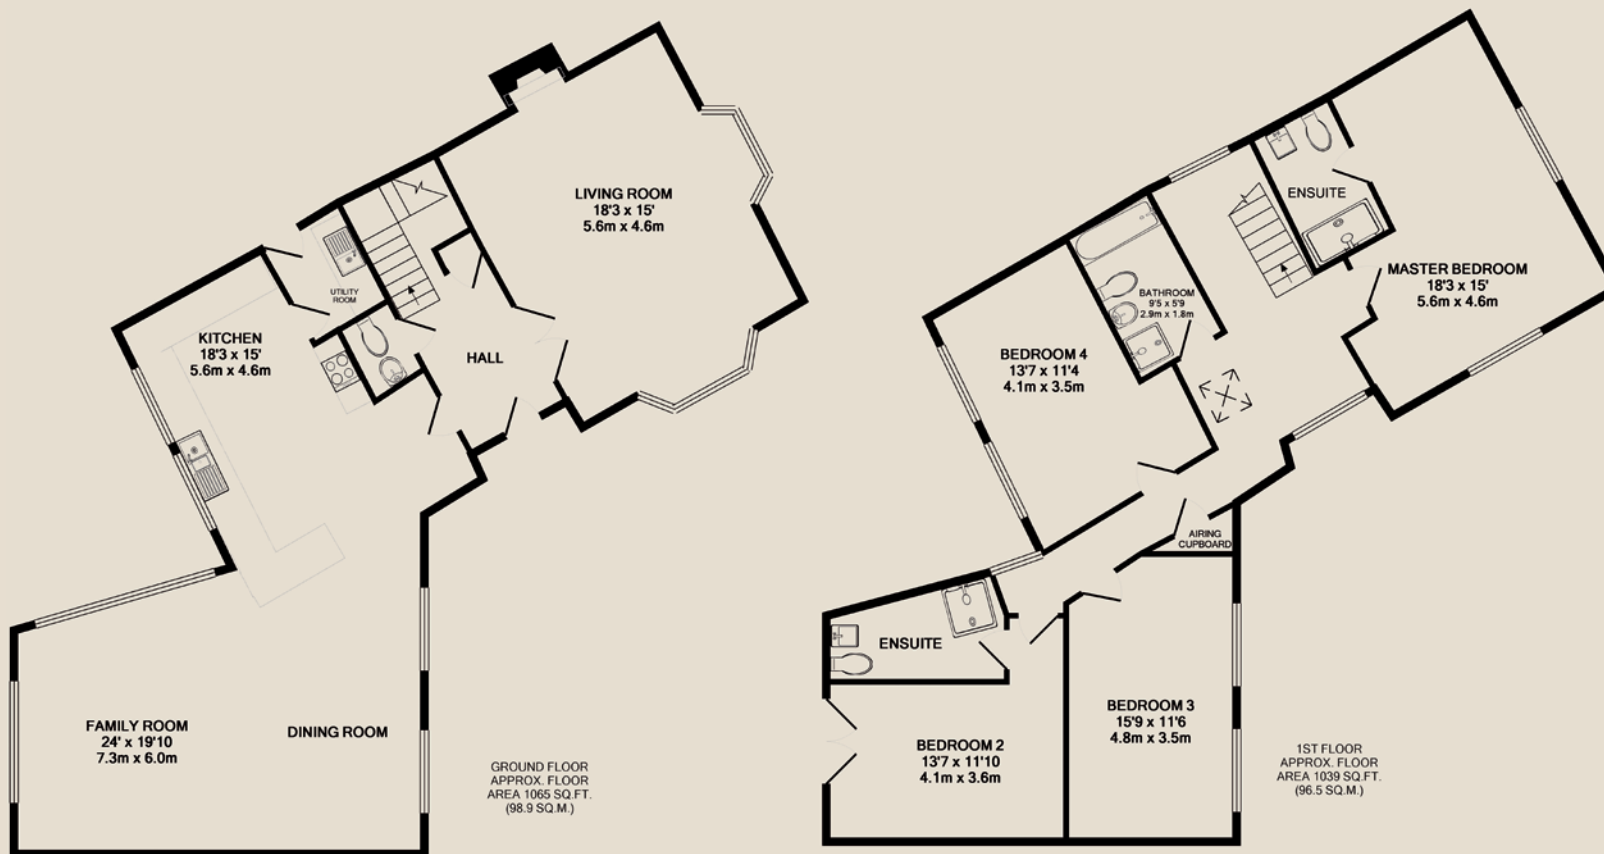 LIVING ROOM
18'3 x 15'
5.6m x 4.6m
UTILITY
ROOM
KITCHEN
18'3 x 15'
5.6m x 4.6m
HALL
FAMILY ROOM
24' x 19'10
7.3m x 6.0m
DINING ROOM
GROUND FLOOR
APPROX. FLOOR
AREA 1065 SQ.FT.
(98.9 SQ.M.)
ENSUITE
MASTER BEDROOM
18'3 x 15'
5.6m x 4.6m
BATHROOM
9'5 x 5'9
2.9m x 1.8m
BEDROOM 4
13'7 x 11'4
4.1m x 3.5m
AIRING
CUPBOARD
ENSUITE
BEDROOM 3
15'9 x 11'6
4.8m x 3.5m
BEDROOM 2
13'7 x 11'10
4.1m x 3.6m
1ST FLOOR
APPROX. FLOOR
AREA 1039 SQ.FT.
(96.5 SQ.M.)